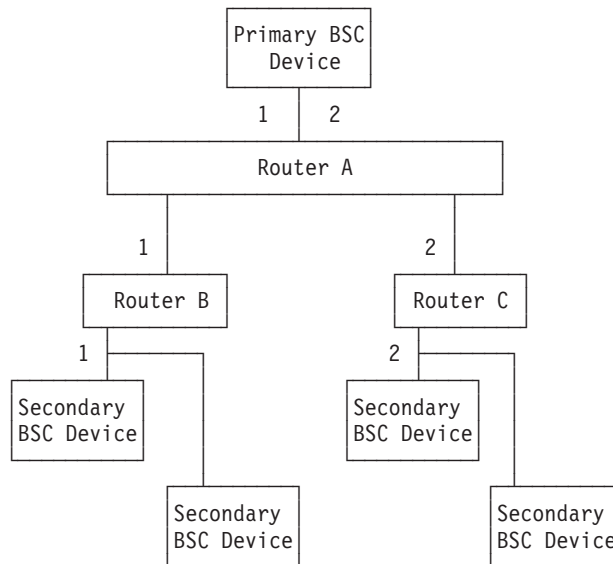 Primary BSC
Device
1 2
Router A
1 2
Router B Router C
1 2
Secondary Secondary
BSC Device BSC Device
Secondary Secondary
BSC Device BSC Device